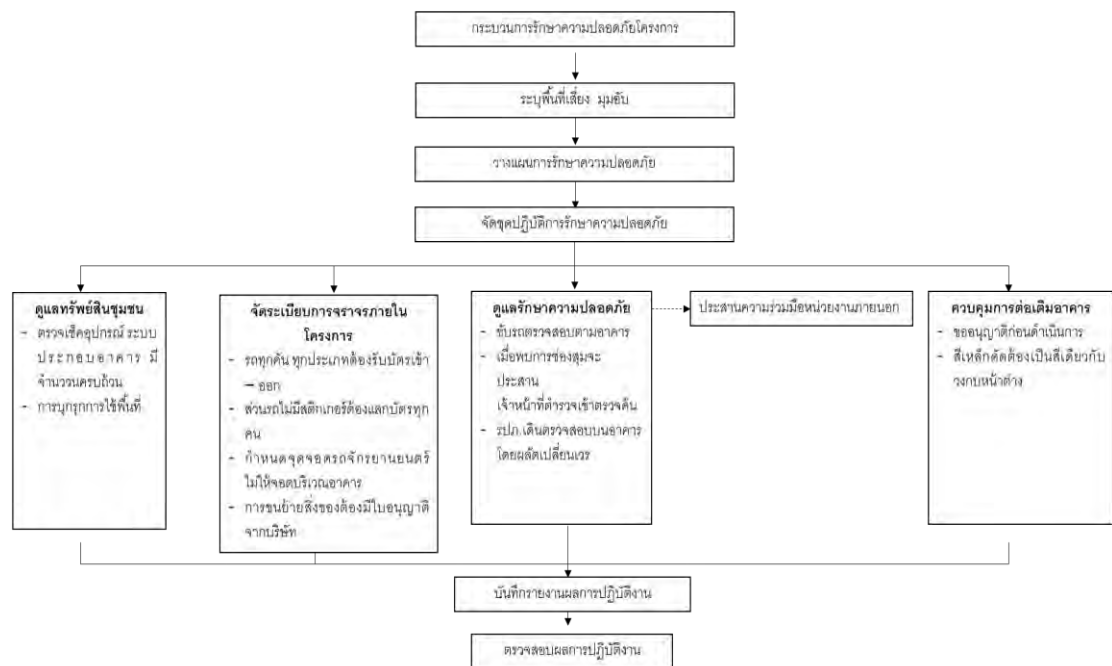 กระบวนการรักษาความปลอดภัยโครงการ
ระบุพื้นที่เสี่ยง มุมอับ
วางแผนการรักษาความปลอดภัย
จัดชุดปฏิบัติการรักษาความปลอดภัย
ดูแลทรัพย์สินชุมชน
- ตรวจเช็คอุปกรณ์ ระบบ
ประกอบอาคาร มี
จำนวนครบถ้วน
- การบุกรุกการใช้พื้นที่
จัดระเบียบการจราจรภายใน
โครงการ
- รถทุกคัน ทุกประเภทต้องรับบัตรเข้า
– ออก
- ส่วนรถไม่มีสติกเกอร์ต้องแลกบัตรทุก
คน
- กำหนดจุดจอดรถจักรยานยนตร์
ไม่ให้จอดบริเวณอาคาร
- การขนย้ายสิ่งของต้องมีใบอนุญาติ
จากบริษัท
ดูแลรักษาความปลอดภัย
- ขับรถตรวจสอบตามอาคาร
- เมื่อพบการซ่องสุมจะ
ประสาน
เจ้าหน้าที่ตำรวจเข้าตรวจค้น
- รปภ.เดินตรวจสอบบนอาคาร
โดยผลัดเปลี่ยนเวร
ประสานความร่วมมือหน่วยงานภายนอก
ควบคุมการต่อเติมอาคาร
- ขออนุญาติก่อนดำเนินการ
- สีเหล็กดัดต้องเป็นสีเดียวกับ
วงกบหน้าต่าง
บันทึกรายงานผลการปฏิบัติงาน
ตรวจสอบผลการปฏิบัติงาน